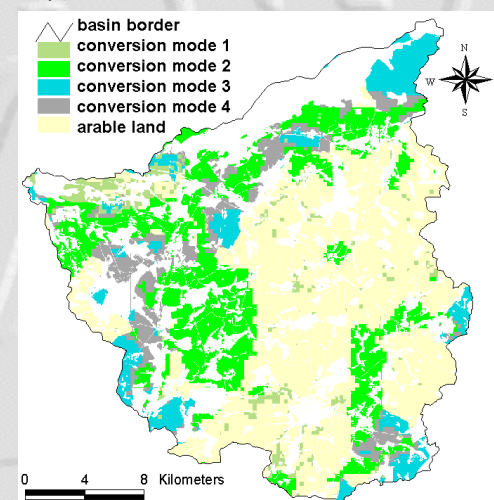 basin border
conversion mode 1
conversion mode 2
conversion mode 3
conversion mode 4
arable land
N
W
S
0 4 8 Kilometers